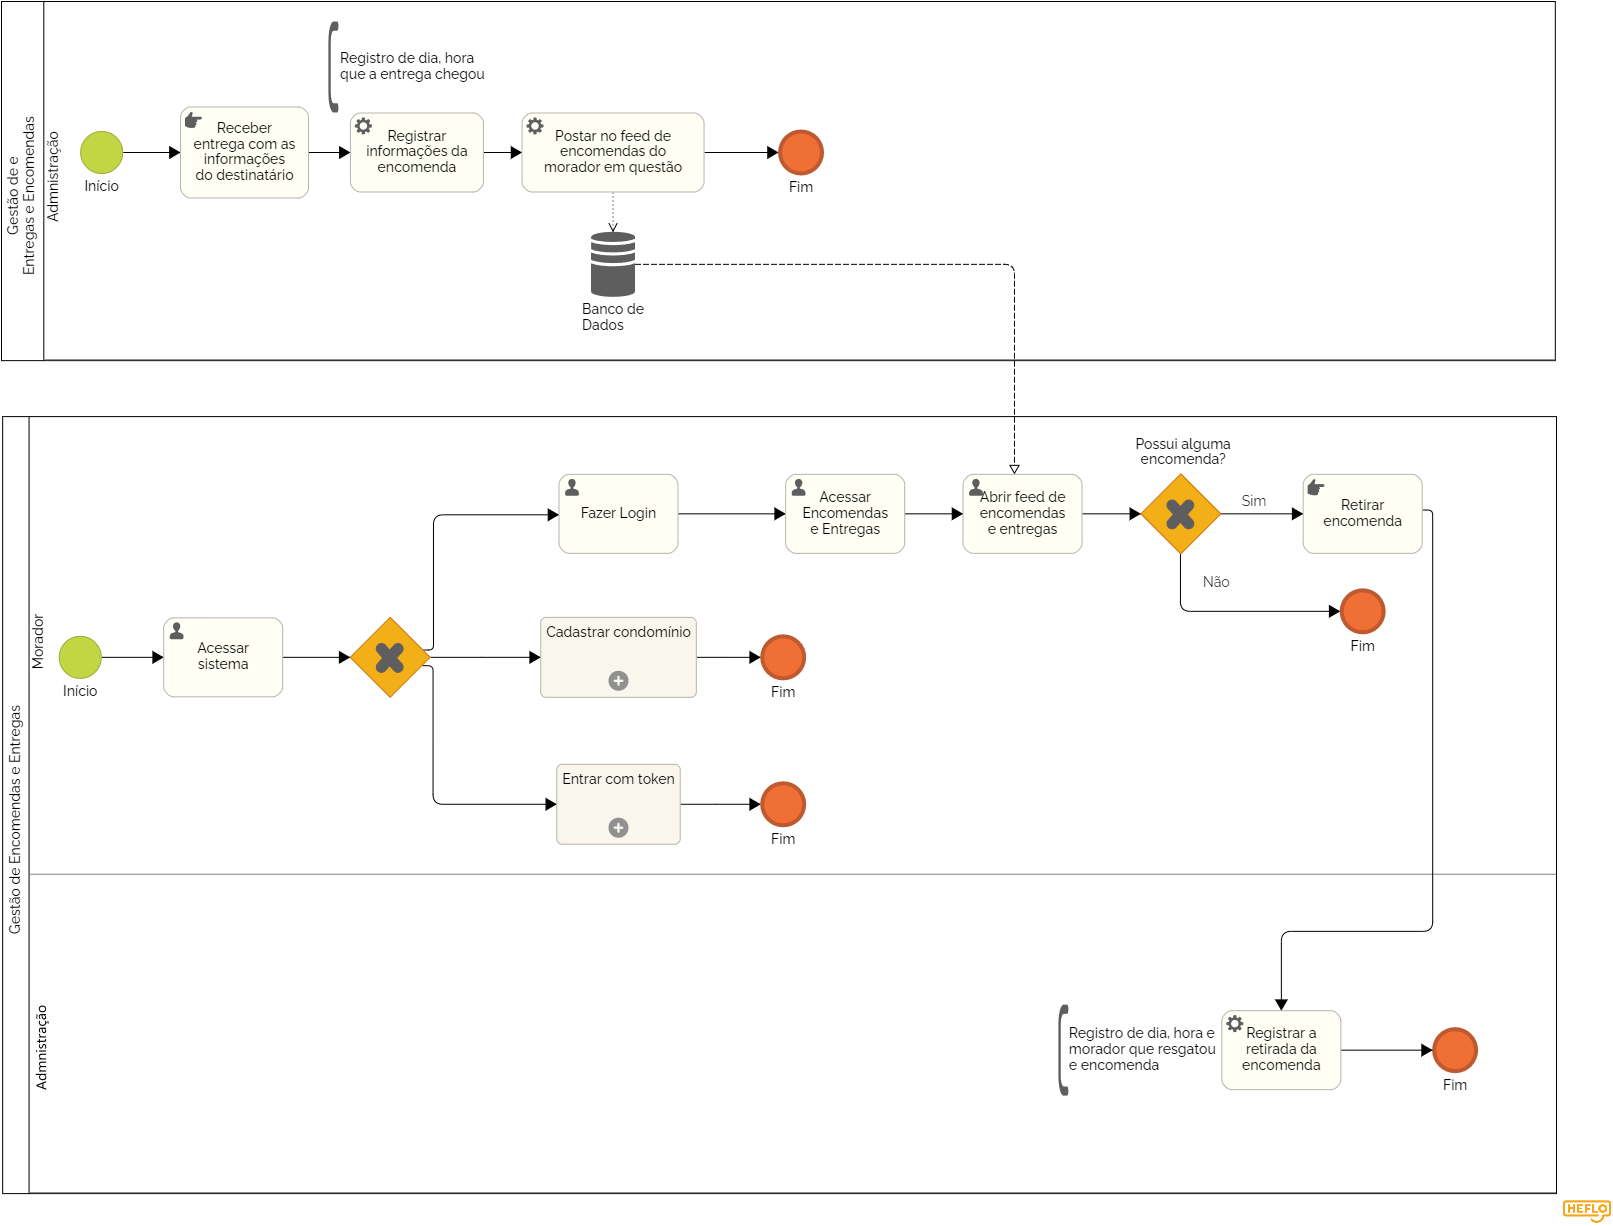 Gestão de e
Entregas e Encomendas
Admnistração
Registro de dia, hora
que a entrega chegou
Início
Receber
entrega com as
informações
do destinatário
Registrar
informações da
encomenda
Postar no feed de
encomendas do
morador em questão
Fim
Banco de
Dados
Gestão de Encomendas e Entregas
Morador
Início
Acessar
sistema
Fazer Login
Acessar
Encomendas
e Entregas
Abrir feed de
encomendas
e entregas
Possui alguma
encomenda?
Sim
Retirar
encomenda
Não
Fim
Cadastrar condomínio
Fim
Entrar com token
Fim
Admnistração
Registro de dia, hora e
morador que resgatou
e encomenda
Registrar a
retirada da
encomenda
Fim
HEFLO